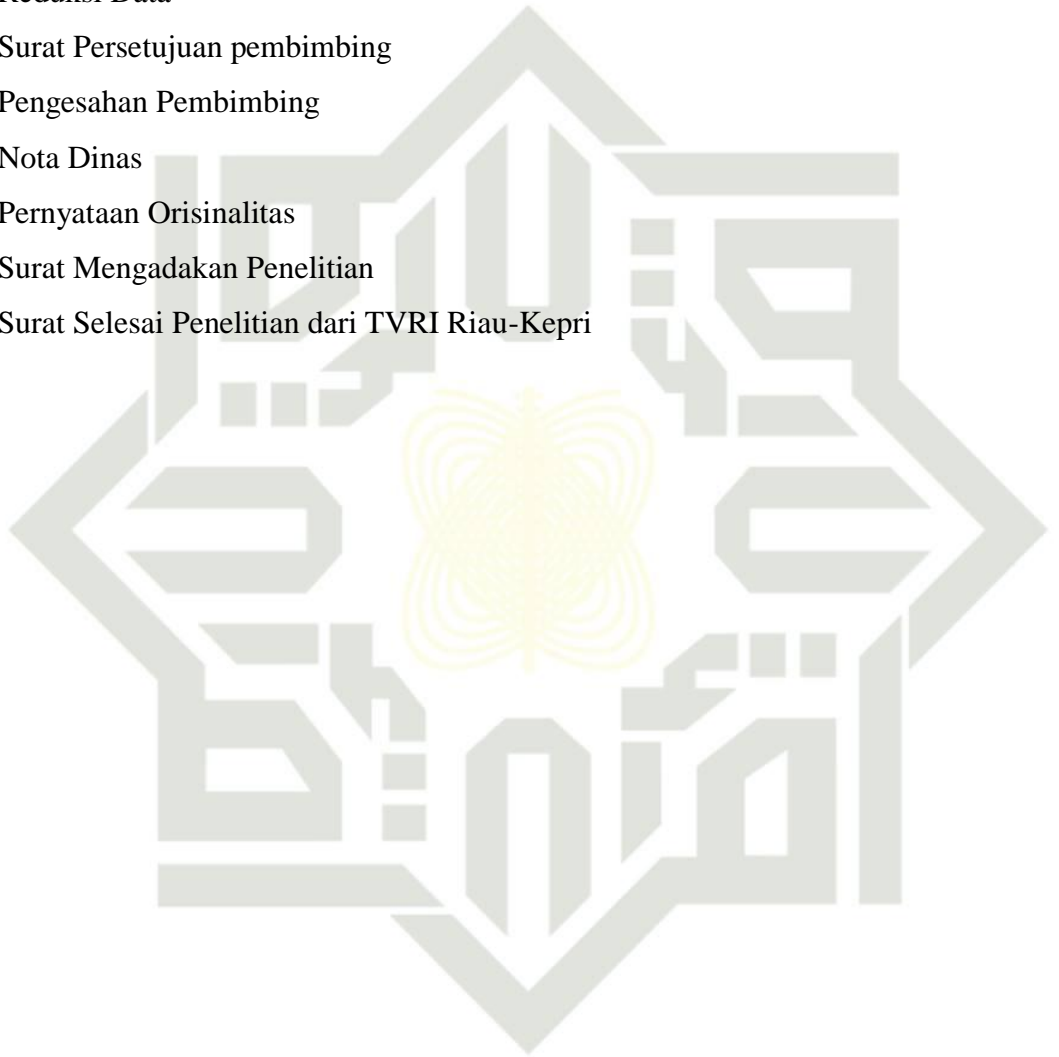 Reduksi Data
Surat Persetujuan pembimbing
Pengesahan Pembimbing
Nota Dinas
Pernyataan Orisinalitas
Surat Mengadakan Penelitian
Surat Selesai Penelitian dari TVRI Riau-Kepri